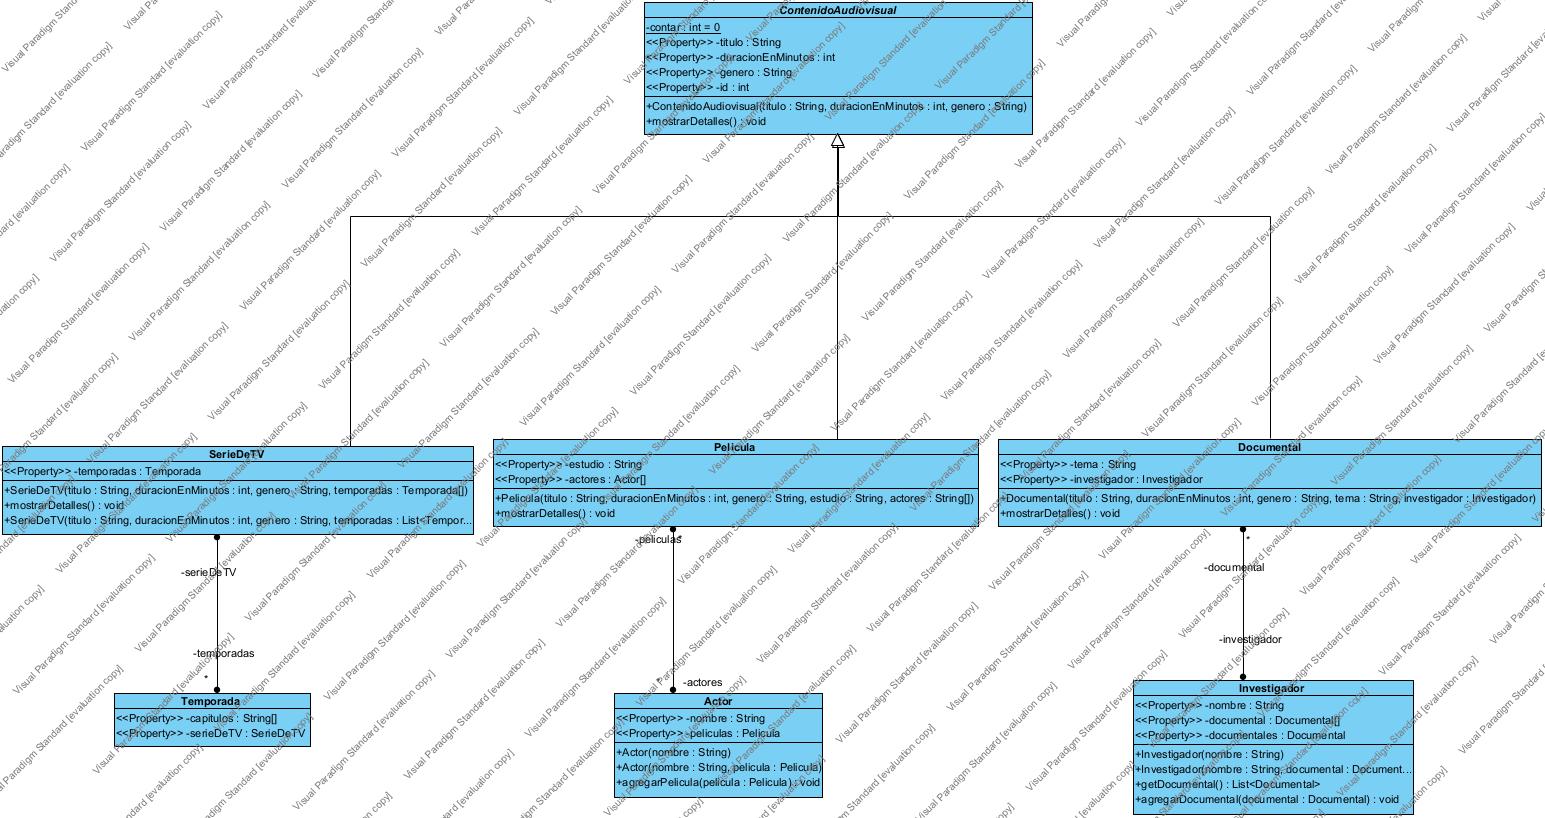 ContenidoAudiovisual
-contar : int = 0
<<Property>> -titulo : String
<<Property>> -duracionEnMinutos : int
<<Property>> -genero : String
<<Property>> -id : int
+ContenidoAudiovisual(titulo : String, duracionEnMinutos : int, genero : String)
+mostrarDetalles() : void
SerieDeTV
<<Property>> -temporadas : Temporada
+SerieDeTV(titulo : String, duracionEnMinutos : int, genero : String, temporadas : Temporada[])
+mostrarDetalles() : void
+SerieDeTV(titulo : String, duracionEnMinutos : int, genero : String, temporadas : List<Tempor...
Pelicula
<<Property>> -estudio : String
<<Property>> -actores : Actor[]
+Pelicula(titulo : String, duracionEnMinutos : int, genero : String, estudio : String, actores : String[])
+mostrarDetalles() : void
Documental
<<Property>> -tema : String
<<Property>> -investigador : Investigador
+Documental(titulo : String, duracionEnMinutos : int, genero : String, tema : String, investigador : Investigador)
+mostrarDetalles() : void
-serieDeTV
-temporadas
*
-peliculas
*
*
-actores
*
-documental
-investigador
Temporada
<<Property>> -capitulos : String[]
<<Property>> -serieDeTV : SerieDeTV
Actor
<<Property>> -nombre : String
<<Property>> -peliculas : Pelicula
+Actor(nombre : String)
+Actor(nombre : String, pelicula : Pelicula)
+agregarPelicula(pelicula : Pelicula) : void
Investigador
<<Property>> -nombre : String
<<Property>> -documental : Documental[]
<<Property>> -documentales : Documental
+Investigador(nombre : String)
+Investigador(nombre : String, documental : Document...
+getDocumental() : List<Documental>
+agregarDocumental(documental : Documental) : void
Visual Paradigm Standard [evaluation copy]